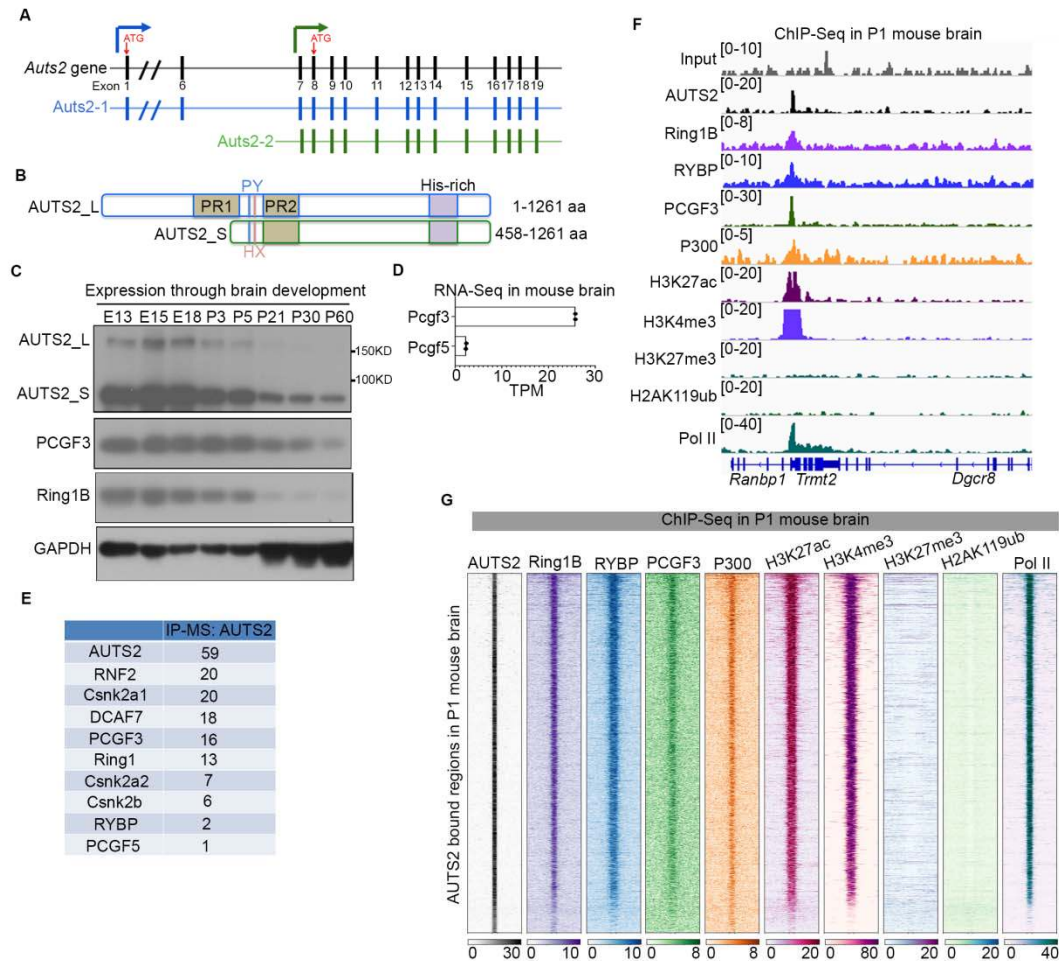 A
ATG
ATG
Auts2 gene
Exon 1 6 7 8 9 10 11 12 13 14 15 16 17 18 19
Auts2-1
Auts2-2
B
PY
His-rich
AUTS2_L PR1 PR2 1-1261 aa
AUTS2_S 458-1261 aa
HX
C
Expression through brain development
E13 E15 E18 P3 P5 P21 P30 P60
AUTS2_L
150KD
100KD
AUTS2_S
PCGF3
Ring1B
GAPDH
D
RNA-Seq in mouse brain
Pcgf3
Pcgf5
0 10 20 30
TPM
E
IP-MS: AUTS2
AUTS2 59
RNF2 20
Csnk2a1 20
DCAF7 18
PCGF3 16
Ring1 13
Csnk2a2 7
Csnk2b 6
RYBP 2
PCGF5 1
F
ChIP-Seq in P1 mouse brain
Input [0-10]
AUTS2 [0-20]
Ring1B [0-8]
RYBP [0-10]
PCGF3 [0-30]
P300 [0-5]
H3K27ac [0-20]
H3K4me3 [0-20]
H3K27me3 [0-20]
H2AK119ub [0-20]
Pol II [0-40]
Ranbp1 Trmt2 Dgcr8
G
ChIP-Seq in P1 mouse brain
AUTS2 Ring1B RYBP PCGF3 P300 H3K27ac H3K4me3 H3K27me3 H2AK119ub Pol II
AUTS2 bound regions in P1 mouse brain
0 30 0 10 0 10 0 8 0 8 0 20 0 80 0 20 0 20 0 40